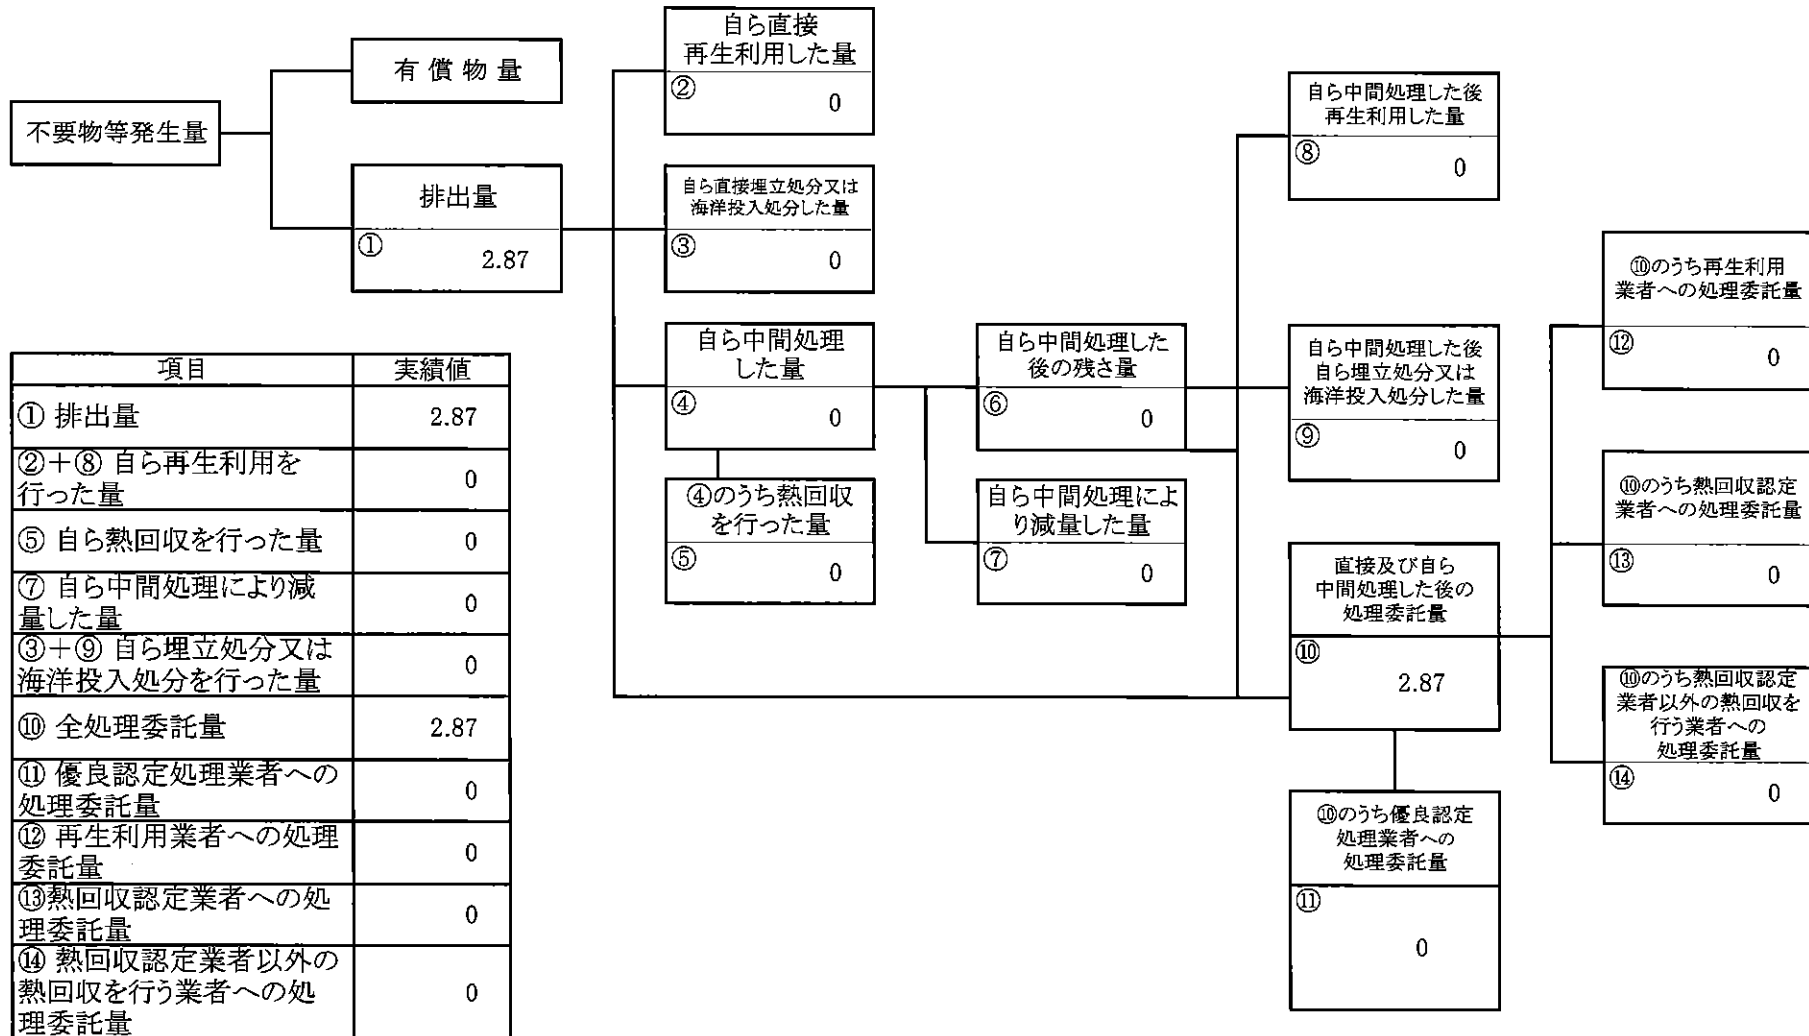 不要物等発生量
有 償 物 量
排出量
①
2.87
自ら直接
再生利用した量
②
0
自ら直接埋立処分又は
海洋投入処分した量
③
0
自ら中間処理
した量
④
0
④のうち熱回収
を行った量
⑤
0
自ら中間処理した
後の残さ量
⑥
0
自ら中間処理によ
り減量した量
⑦
0
自ら中間処理した後
再生利用した量
⑧
0
自ら中間処理した後
自ら埋立処分又は
海洋投入処分した量
⑨
0
直接及び自ら
中間処理した後の
処理委託量
⑩
2.87
⑩のうち優良認定
処理業者への
処理委託量
⑪
0
⑩のうち再生利用
業者への処理委託量
⑫
0
⑩のうち熱回収認定
業者への処理委託量
⑬
0
⑩のうち熱回収認定
業者以外の熱回収を
行う業者への
処理委託量
⑭
0
項目 実績値
① 排出量 2.87
②+⑧ 自ら再生利用を
行った量 0
⑤ 自ら熱回収を行った量 0
⑦ 自ら中間処理により減
量した量 0
③+⑨ 自ら埋立処分又は
海洋投入処分を行った量 0
⑩ 全処理委託量 2.87
⑪ 優良認定処理業者への
処理委託量 0
⑫ 再生利用業者への処理
委託量 0
⑬熱回収認定業者への処
理委託量 0
⑭ 熱回収認定業者以外の
熱回収を行う業者への処
理委託量 0